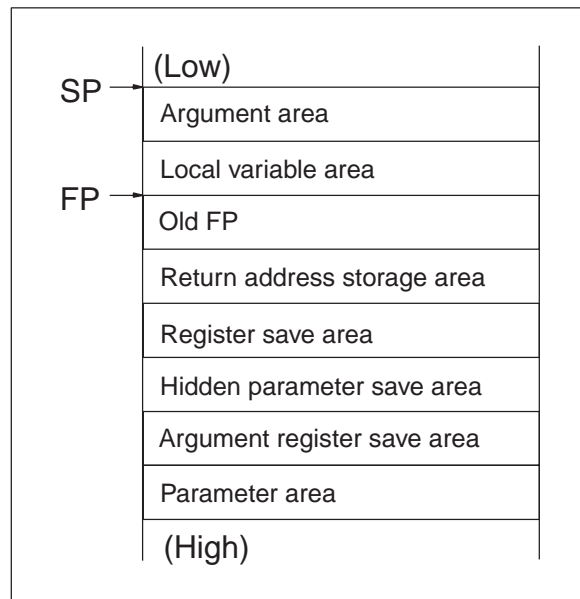 (Low)
SP
Argument area
Local variable area
FP
Old FP
Return address storage area
Register save area
Hidden parameter save area
Argument register save area
Parameter area
(High)